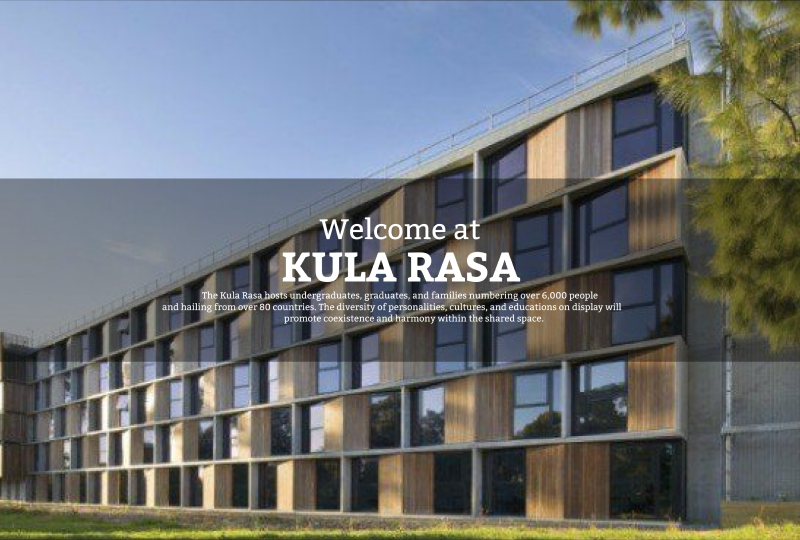 Welcome at
KULA RASA
The Kula Rasa hosts undergraduates, graduates, and families numbering over 6,000 people
and hailing from over 80 countries. The diversity of personalities, cultures, and educations on display will
promote coexistence and harmony within the shared space.